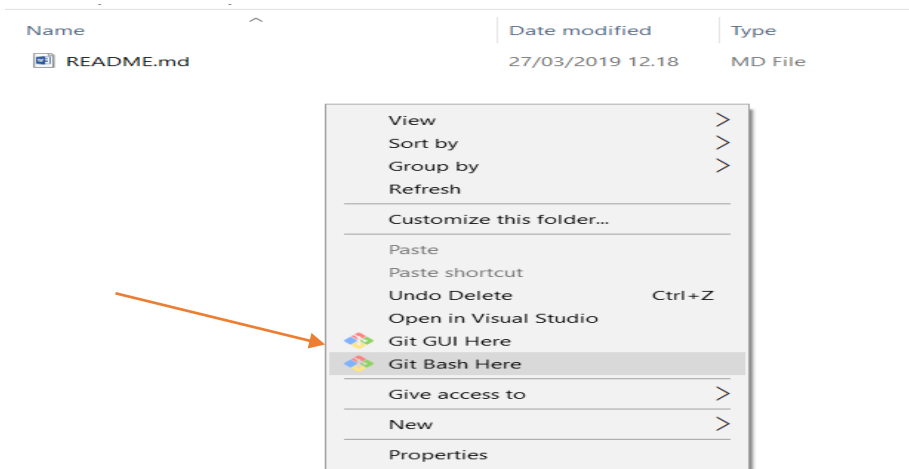 Name Date modified Type
README.md 27/03/2019 12.18 MD File
View
Sort by
Group by
Refresh
Customize this folder...
Paste
Paste shortcut
Undo Delete Ctrl+Z
Open in Visual Studio
Git GUI Here
Git Bash Here
Give access to
New
Properties